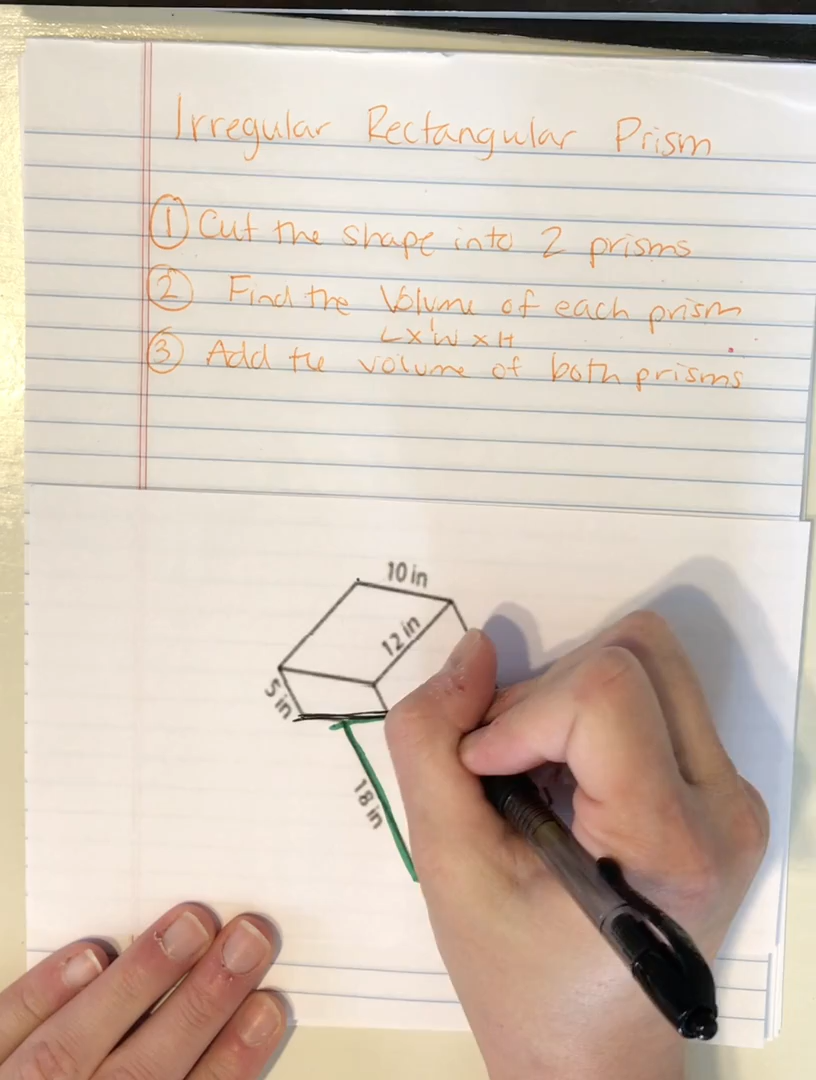 Irregular Rectangular Prism
① Cut the shape into 2 prisms
② Find the Volume of each prism
L x W x H
③ Add the volume of both prisms
10 in
12 in
5 in
18 in